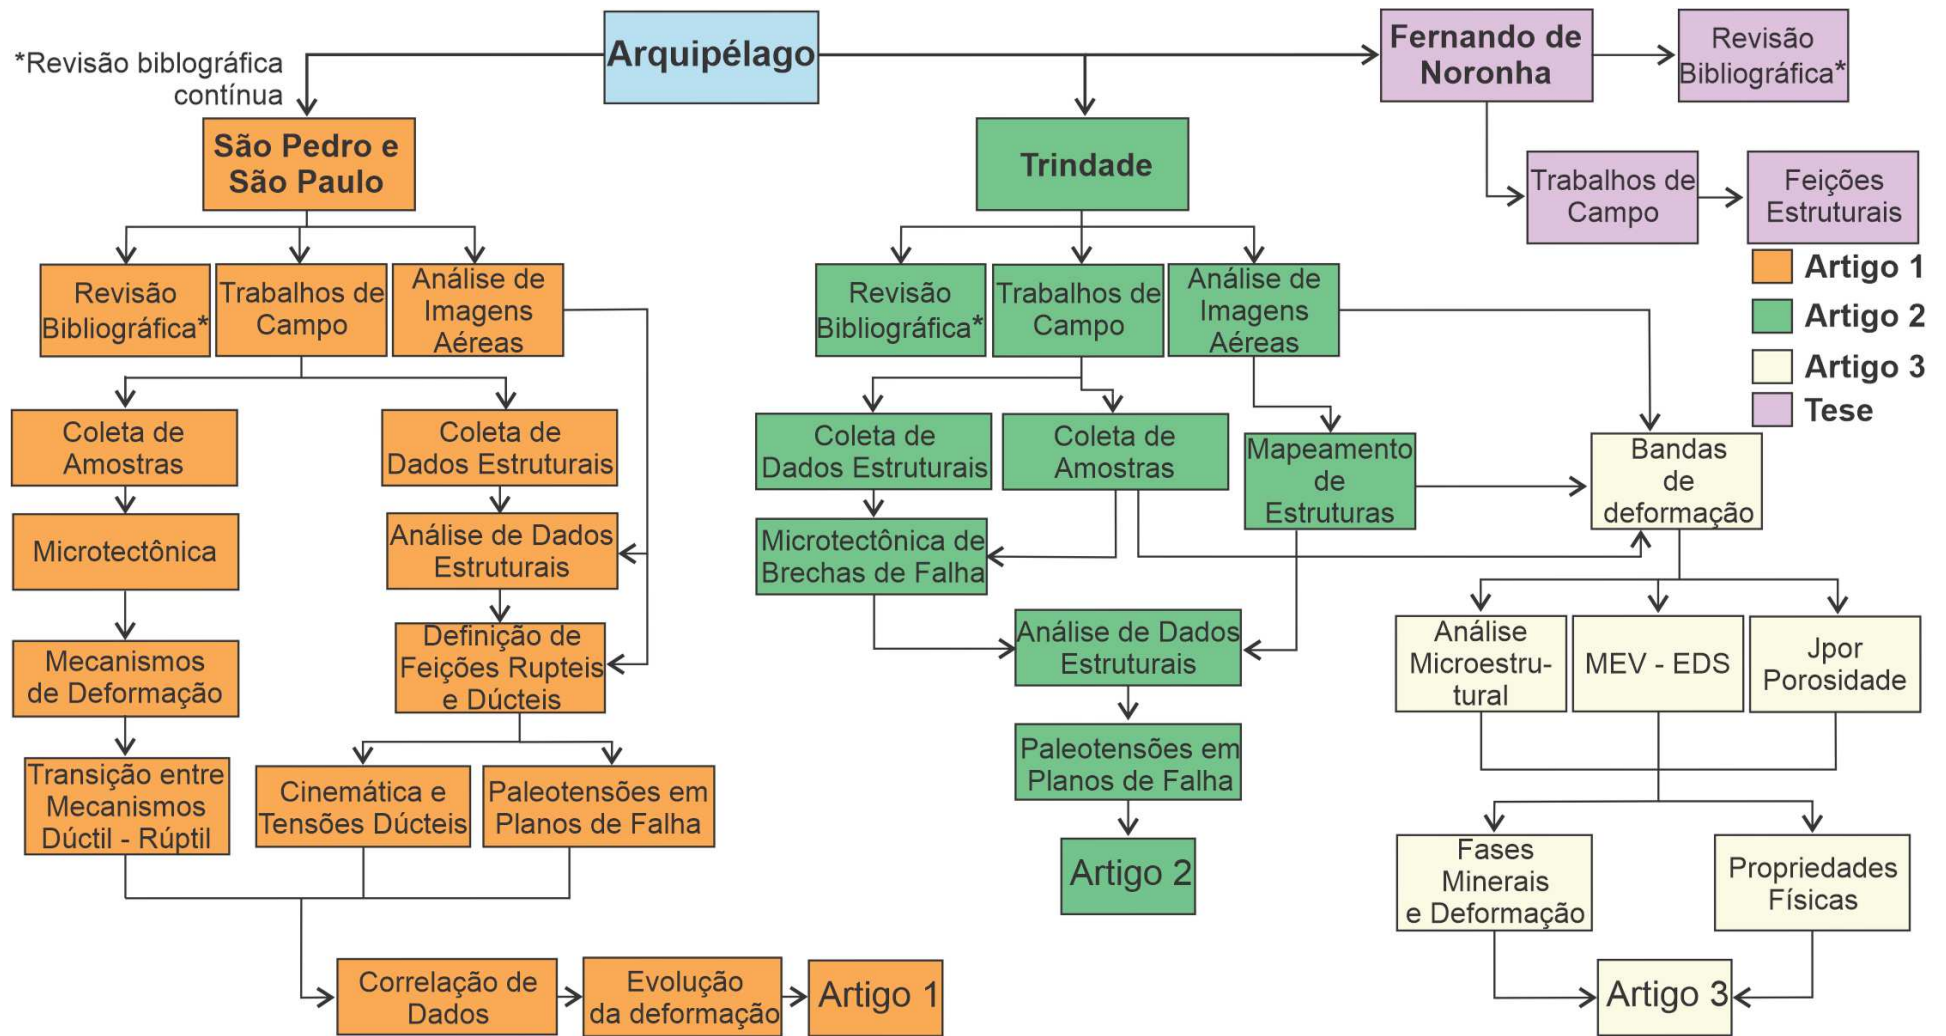 *Revisão biblográfica
contínua
Arquipélago
Fernando de
Noronha
Revisão
Bibliográfica*
São Pedro e
São Paulo
Trindade
Trabalhos de
Campo
Feições
Estruturais
Artigo 1
Artigo 2
Artigo 3
Tese
Revisão
Bibliográfica*
Trabalhos de
Campo
Análise de
Imagens
Aéreas
Revisão
Bibliográfica*
Trabalhos de
Campo
Análise de
Imagens
Aéreas
Coleta de
Amostras
Coleta de
Dados Estruturais
Coleta de
Dados Estruturais
Coleta de
Amostras
Mapeamento
de
Estruturas
Bandas
de
deformação
Microtectônica
Análise de Dados
Estruturais
Microtectônica de
Brechas de Falha
Mecanismos
de Deformação
Definição de
Feições Rupteis
e Dúcteis
Análise de Dados
Estruturais
Análise
Microestru-
tural
MEV - EDS
Jpor
Porosidade
Transição entre
Mecanismos
Dúctil - Rúptil
Cinemática e
Tensões Dúcteis
Paleotensões em
Planos de Falha
Paleotensões em
Planos de Falha
Artigo 2
Fases
Minerais
e Deformação
Propriedades
Físicas
Correlação de
Dados
Evolução
da deformação
Artigo 1
Artigo 3